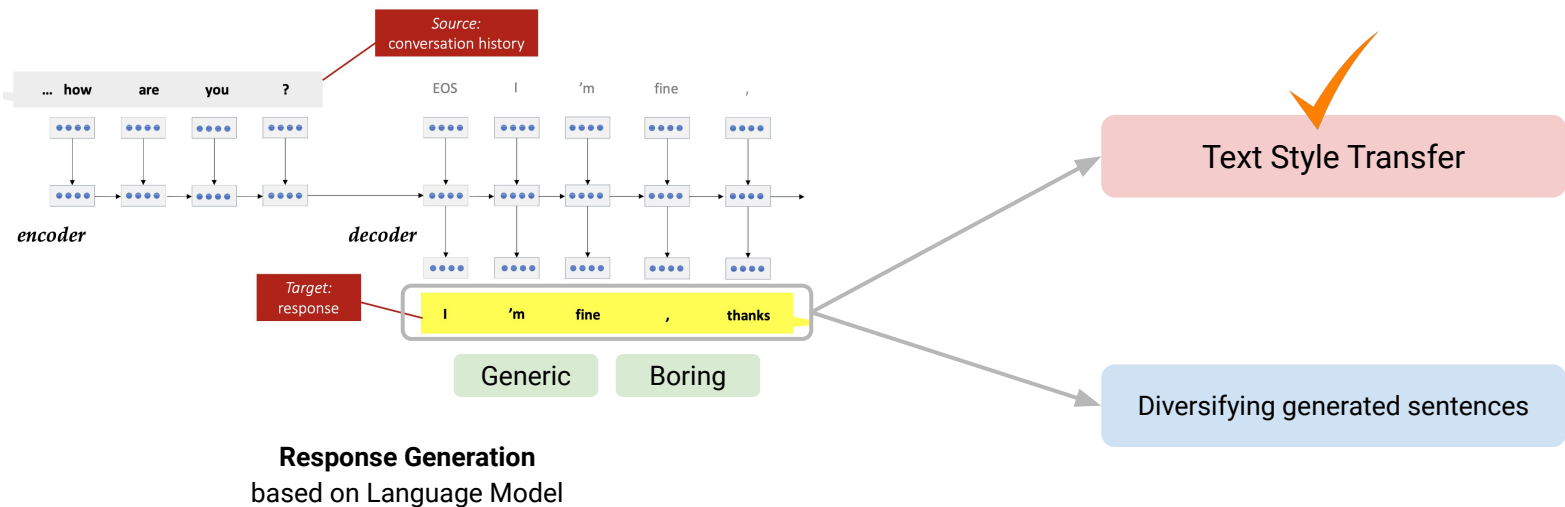 Source:
conversation history
... how are you ?
EOS I 'm fine ,
encoder
decoder
Target:
response
I 'm fine , thanks
Generic
Boring
Response Generation
based on Language Model
Text Style Transfer
Diversifying generated sentences